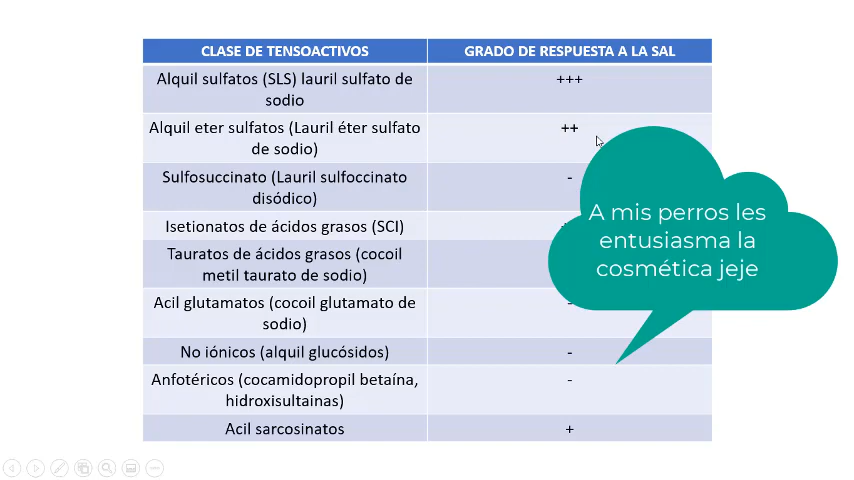 CLASE DE TENSOACTIVOS
GRADO DE RESPUESTA A LA SAL
Alquil sulfatos (SLS) lauril sulfato de
sodio
+++
Alquil eter sulfatos (Lauril éter sulfato
de sodio)
++
Sulfosuccinato (Lauril sulfoccinato
disódico)
-
Isetionatos de ácidos grasos (SCI)
Tauratos de ácidos grasos (cocoil
metil taurato de sodio)
Acil glutamatos (cocoil glutamato de
sodio)
-
No iónicos (alquil glucósidos)
-
Anfotéricos (cocamidopropil betaína,
hidroxisultainas)
-
Acil sarcosinatos
+
A mis perros les
entusiasma la
cosmética jeje